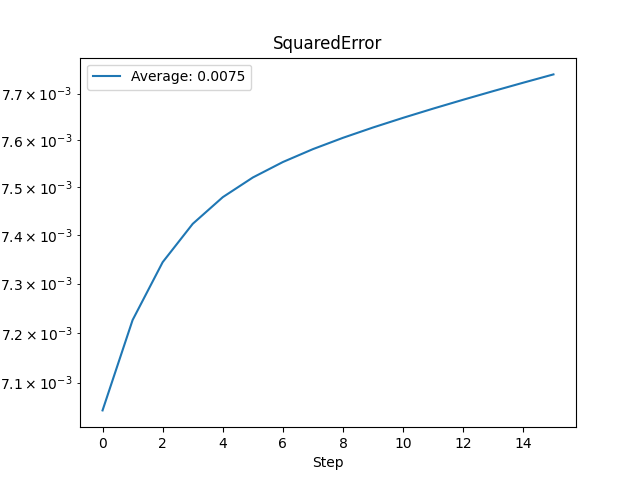 SquaredError
Average: 0.0075
7.7 × 10⁻³
7.6 × 10⁻³
7.5 × 10⁻³
7.4 × 10⁻³
7.3 × 10⁻³
7.2 × 10⁻³
7.1 × 10⁻³
0 2 4 6 8 10 12 14
Step